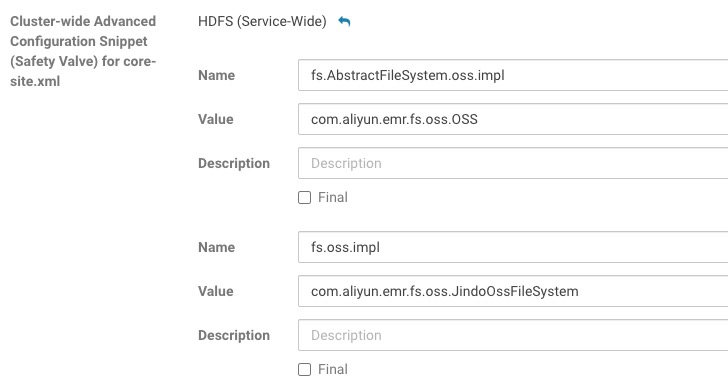 Cluster-wide Advanced
Configuration Snippet
(Safety Valve) for core-
site.xml
HDFS (Service-Wide)
Name
fs.AbstractFileSystem.oss.impl
Value
com.aliyun.emr.fs.oss.OSS
Description
Description
Final
Name
fs.oss.impl
Value
com.aliyun.emr.fs.oss.JindoOssFileSystem
Description
Description
Final